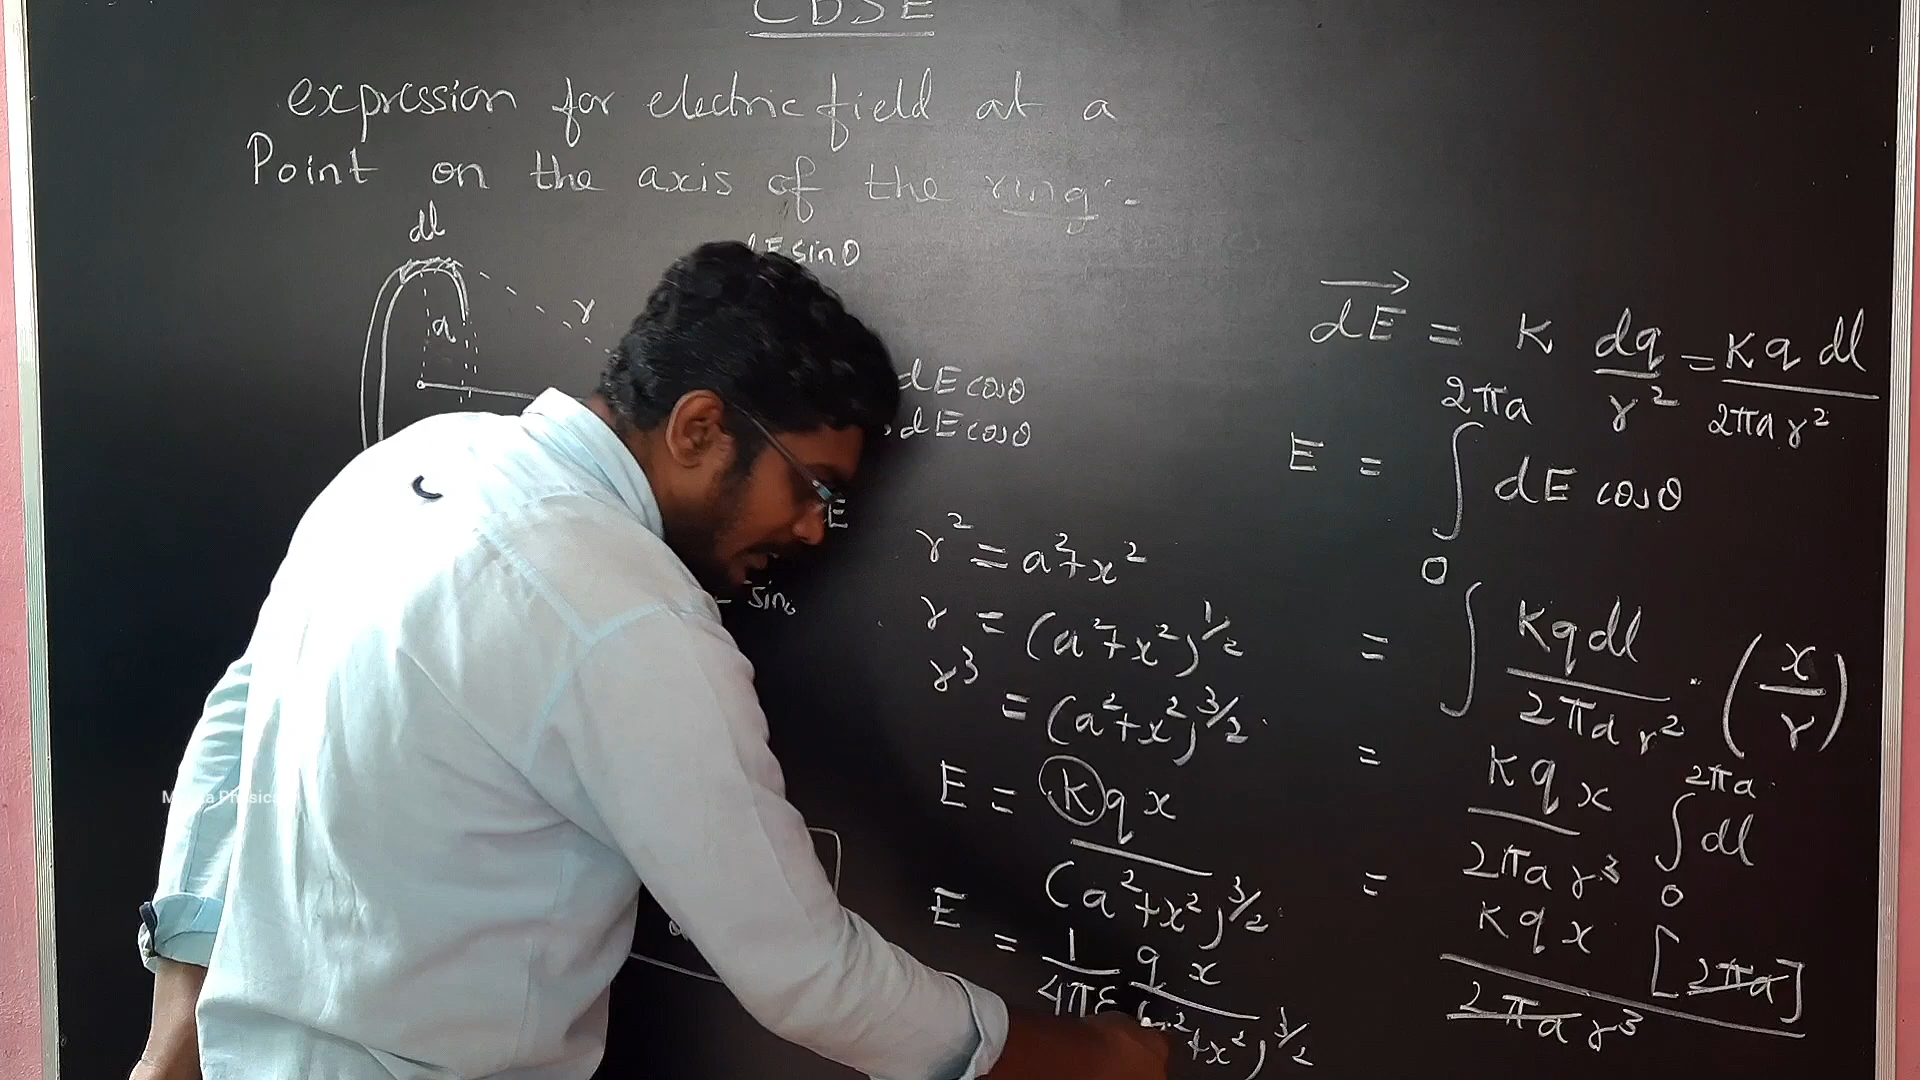 CBSE
expression for electric field at a
Point on the axis of the ring :-
dl
dE sinθ
a
r
dE cosθ
dE cosθ
E
sinθ
r² = a²+x²
r = (a²+x²)^1/2
r³ = (a²+x²)^3/2
E = Kqx / (a²+x²)^3/2
E = 1/4πε qx / (a²+x²)^3/2
dE = K dq/r² = Kq dl / 2πa r²
E = ∫₀^2πa dE cosθ
= ∫ Kqdl / 2πa r² . (x/r)
= Kqx / 2πa r³ ∫₀^2πa dl
= Kqx / 2πa r³ [2πa]
Physics